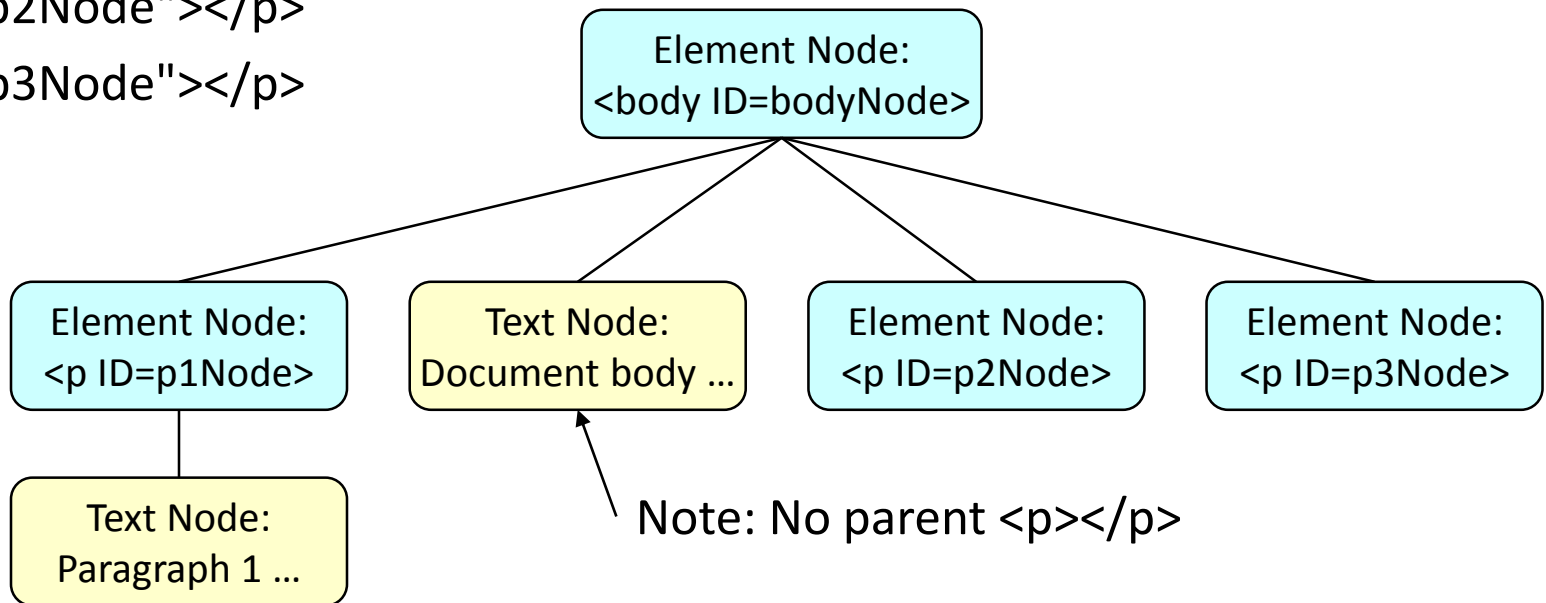 p2Node"></p>
p3Node"></p>
Element Node:
<body ID=bodyNode>
Element Node:
<p ID=p1Node>
Text Node:
Document body ...
Element Node:
<p ID=p2Node>
Element Node:
<p ID=p3Node>
Text Node:
Paragraph 1 ...
Note: No parent <p></p>